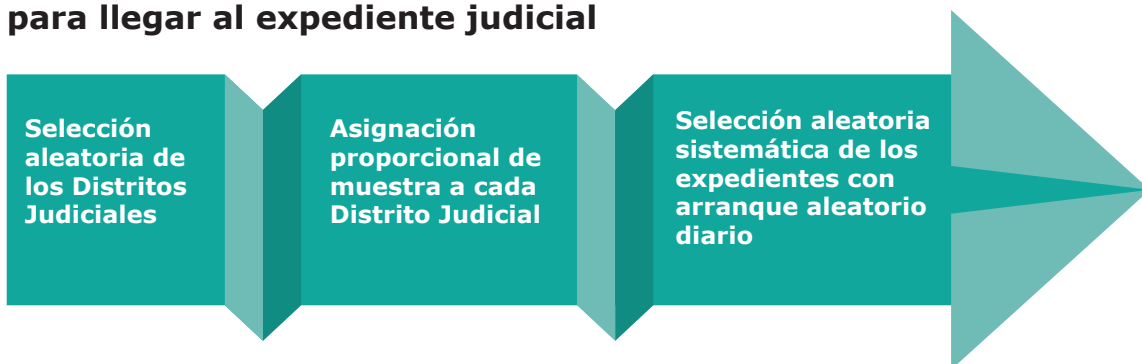 para llegar al expediente judicial
Selección
aleatoria de
los Distritos
Judiciales
Asignación
proporcional de
muestra a cada
Distrito Judicial
Selección aleatoria
sistemática de los
expedientes con
arranque aleatorio
diario